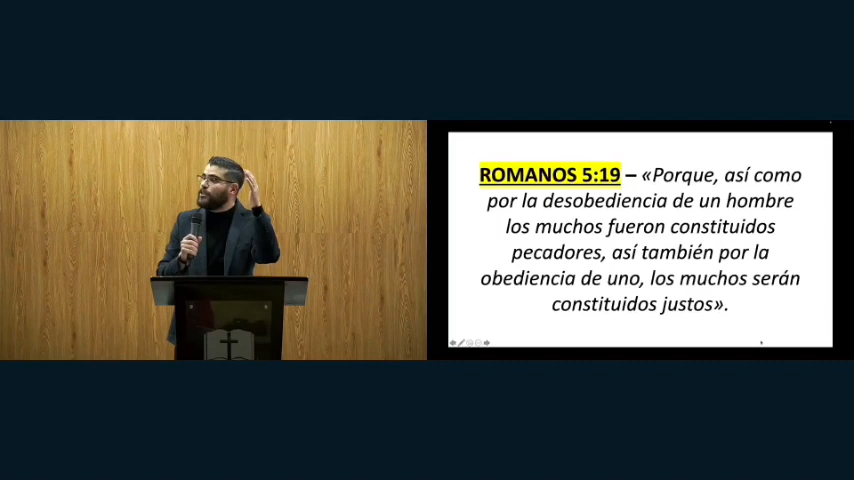 ROMANOS 5:19 – «Porque, así como
por la desobediencia de un hombre
los muchos fueron constituidos
pecadores, así también por la
obediencia de uno, los muchos serán
constituidos justos».